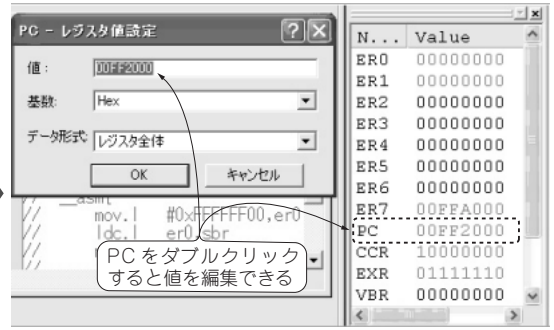 PC － レジスタ値設定
値：
00FF2000
基数:
Hex
データ形式:
レジスタ全体
OK
キャンセル
// __asm{
// mov.l #0xFFFFFF00,er0
// ldc.l er0,sbr
//
//
PCをダブルクリック
すると値を編集できる
N... Value
ER0 00000000
ER1 00000000
ER2 00000000
ER3 00000000
ER4 00000000
ER5 00000000
ER6 00000000
ER7 00FFA000
PC 00FF2000
CCR 10000000
EXR 01111110
VBR 00000000